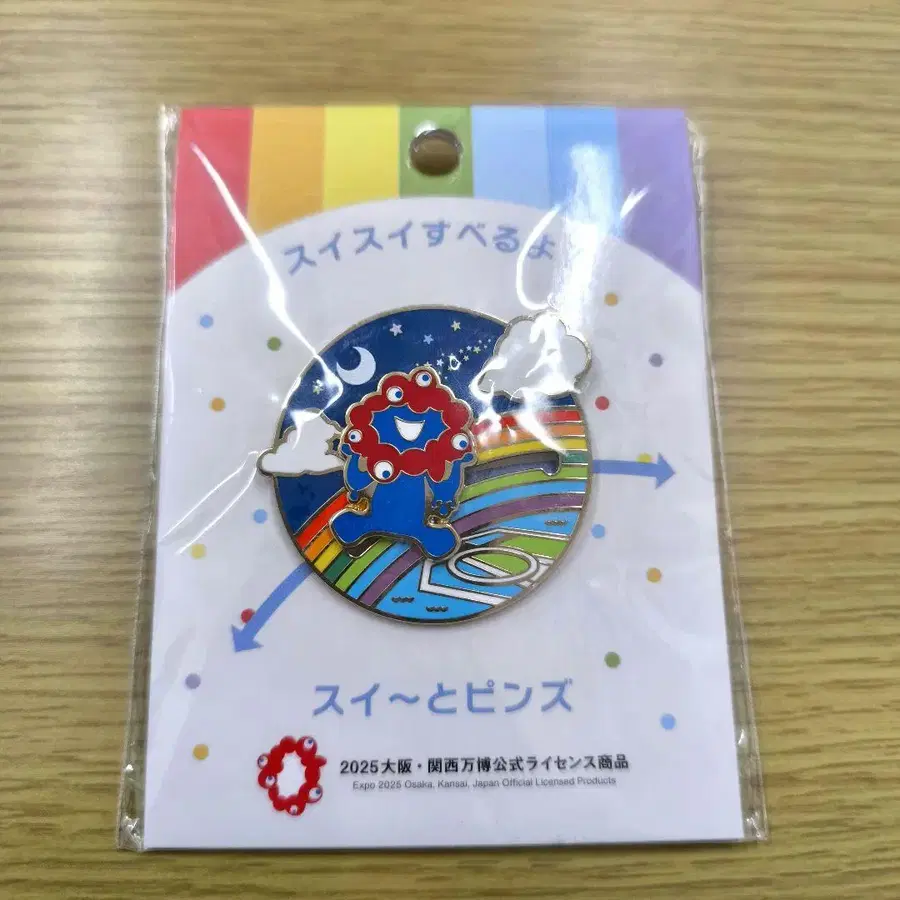 スイスイすべるよ
スイ～とピンズ
2025大阪・関西万博公式ライセンス商品
Expo 2025 Osaka, Kansai, Japan Official Licensed Products